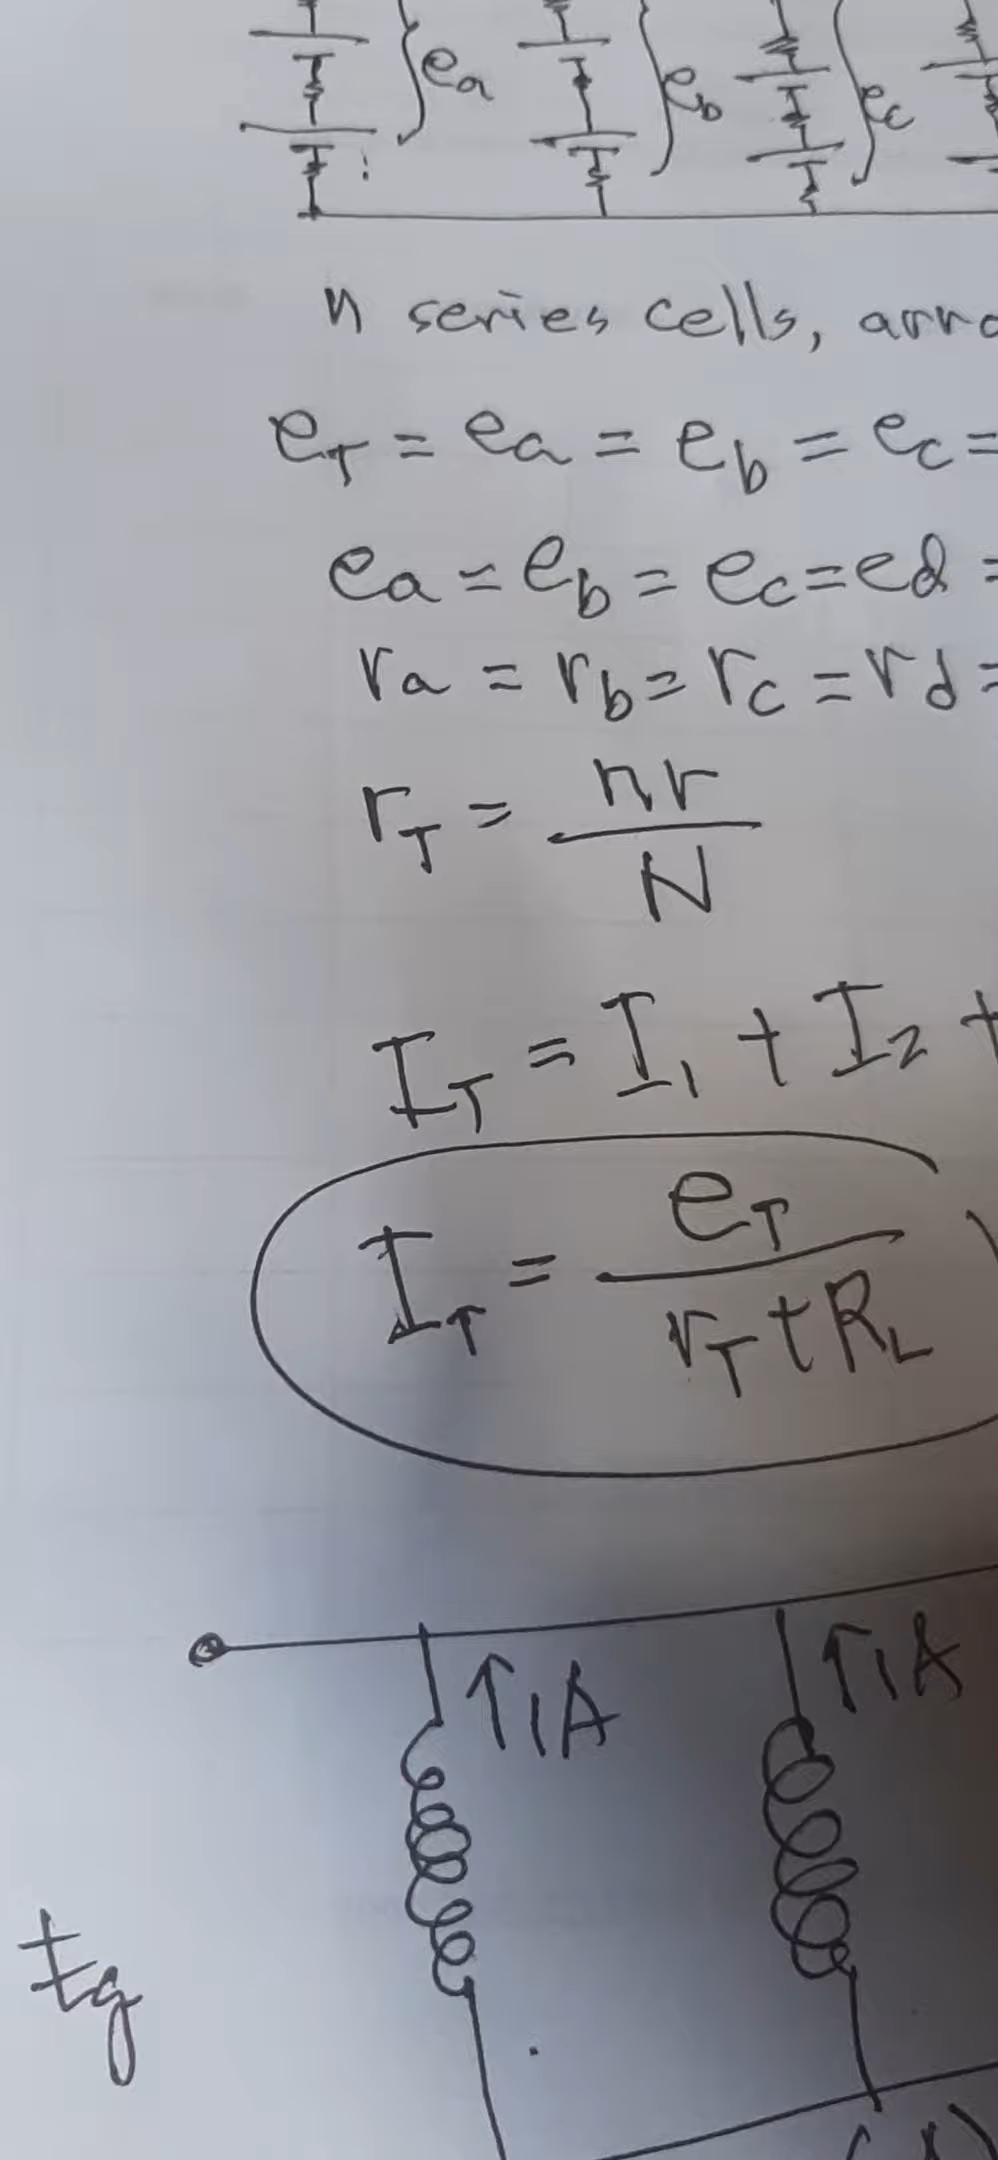 ea eb ec
n series cells,
eT = ea = eb = ec =
ea = eb = ec = ed =
ra = rb = rc = rd =
rT = nr / N
IT = I1 + I2 +
IT = eT / rT + RL
↑1A ↑1A